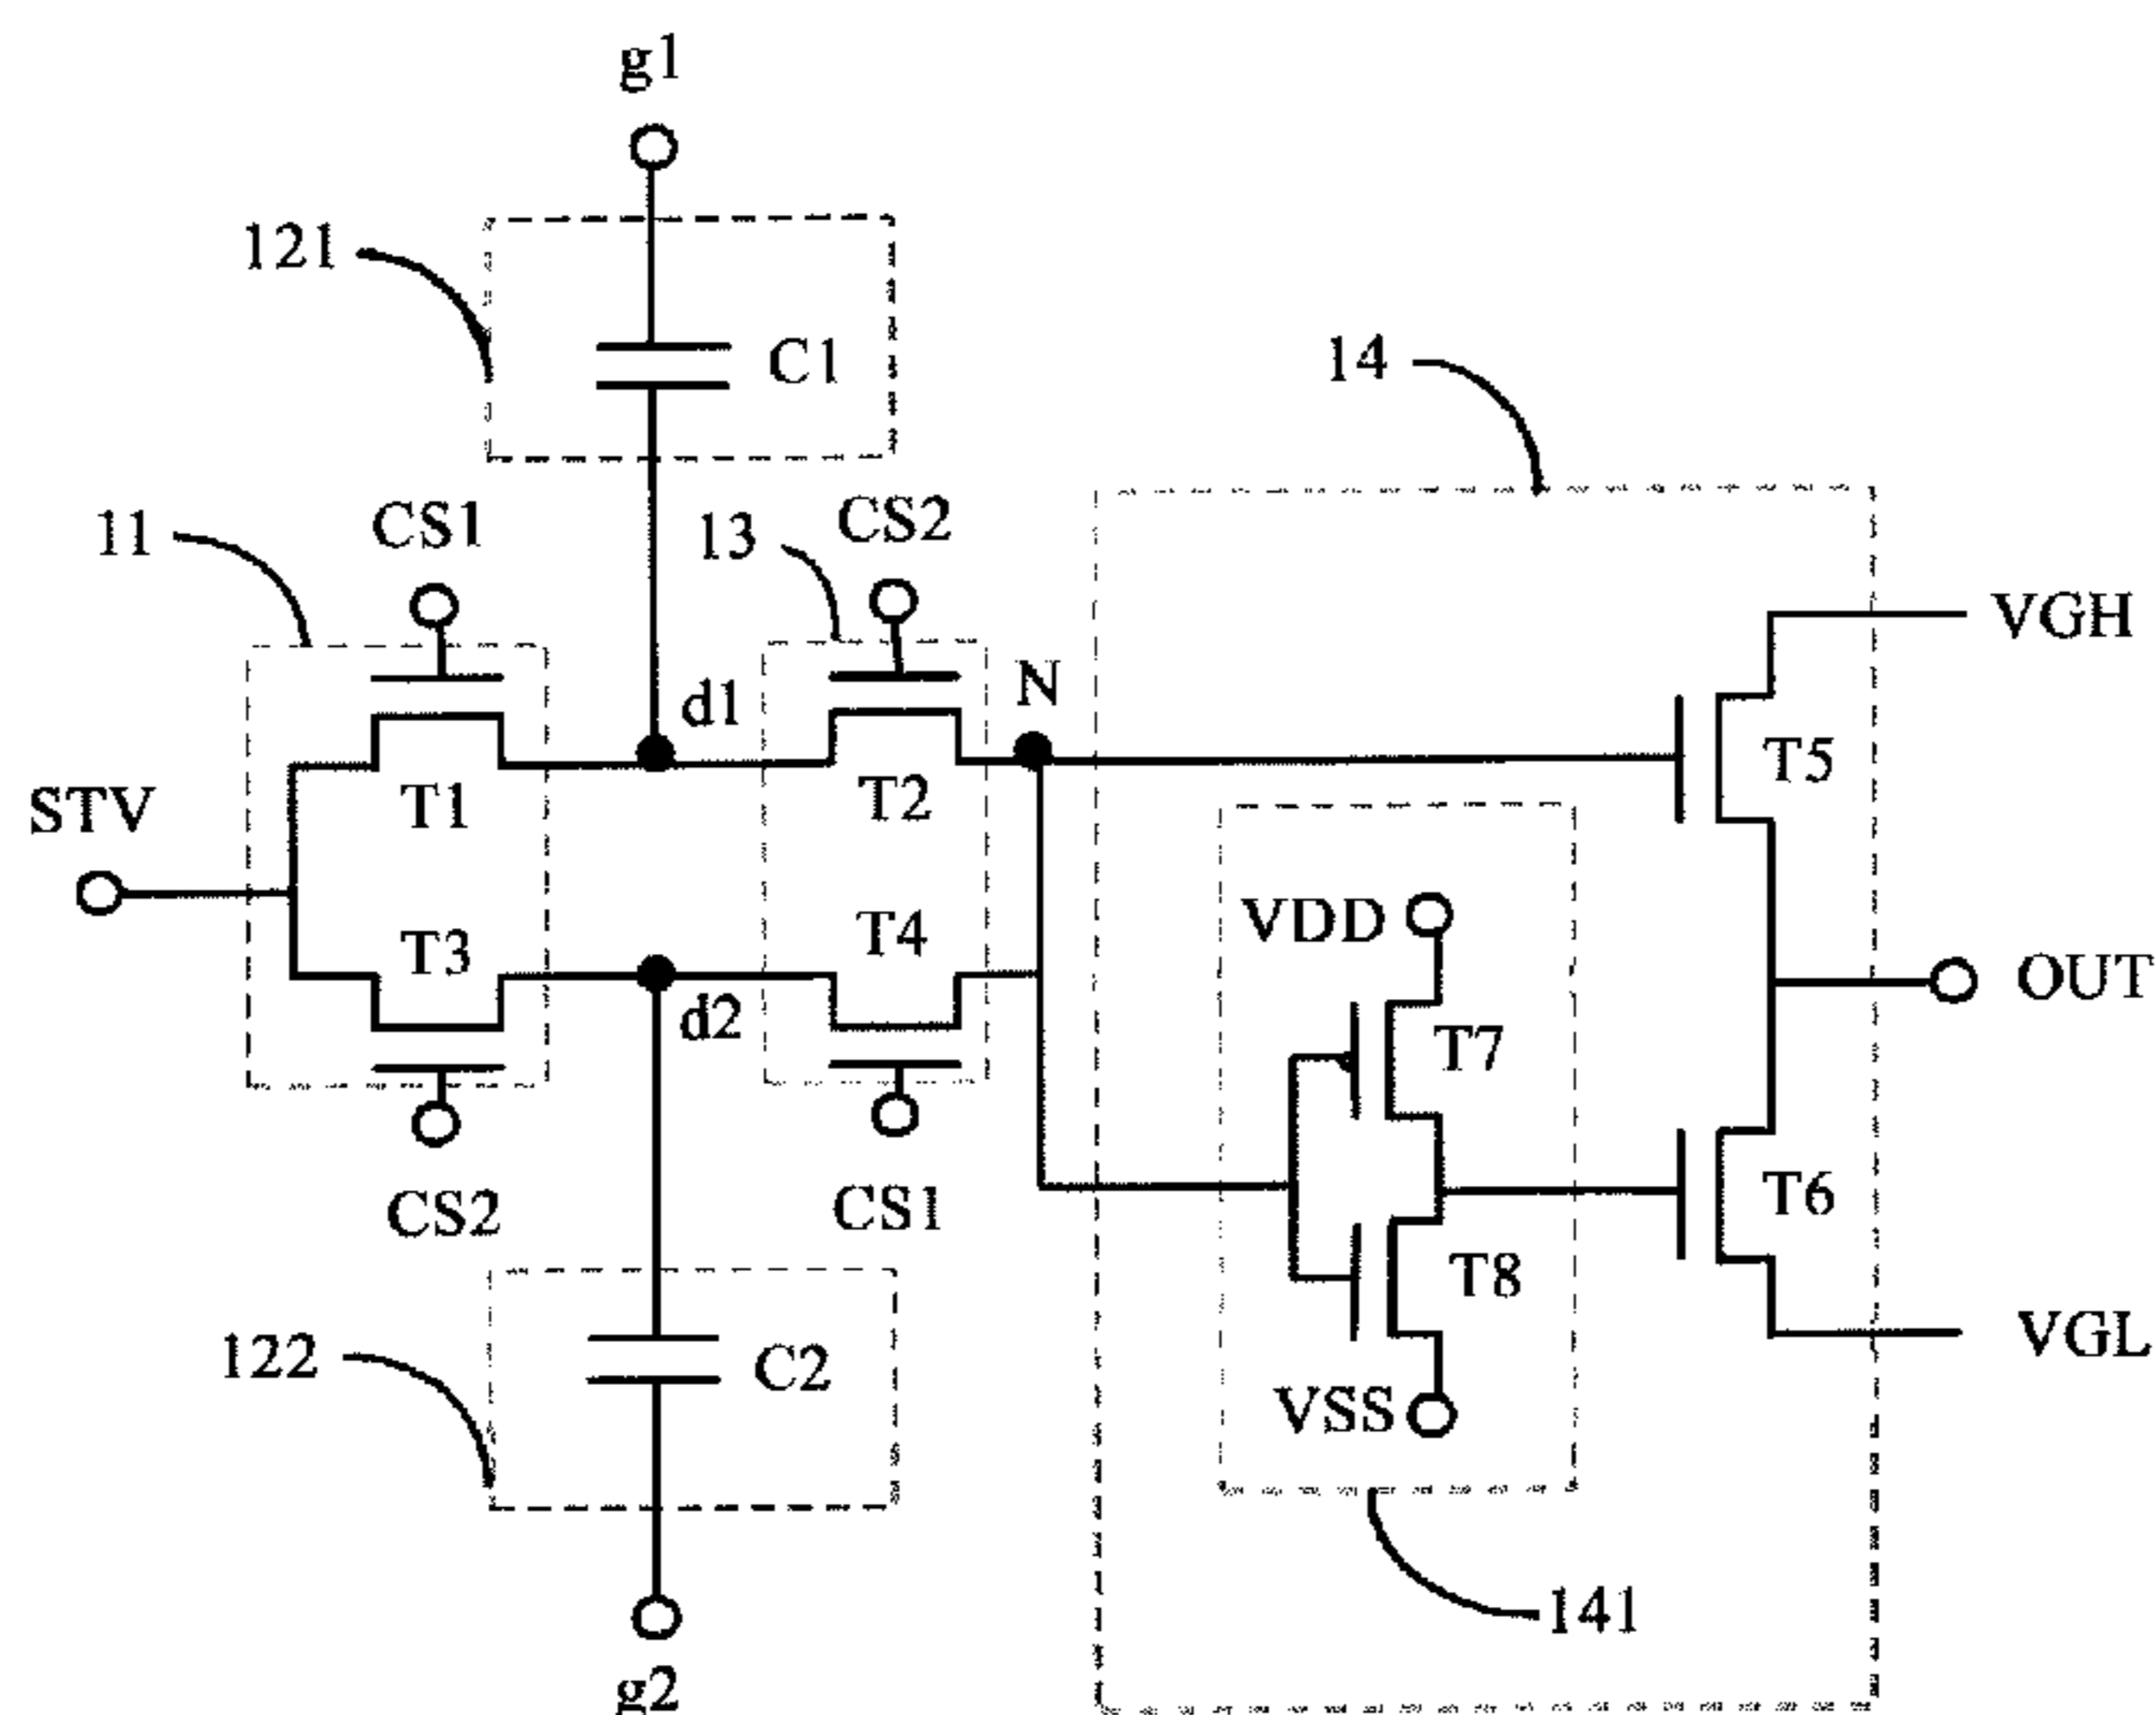 g1
121
C1
14
11
CS1
13
CS2
VGH
d1
N
T5
STV
T1
T2
T3
T4
VDD
OUT
d2
T7
CS2
CS1
T6
T8
122
C2
VSS
VGL
141
g2